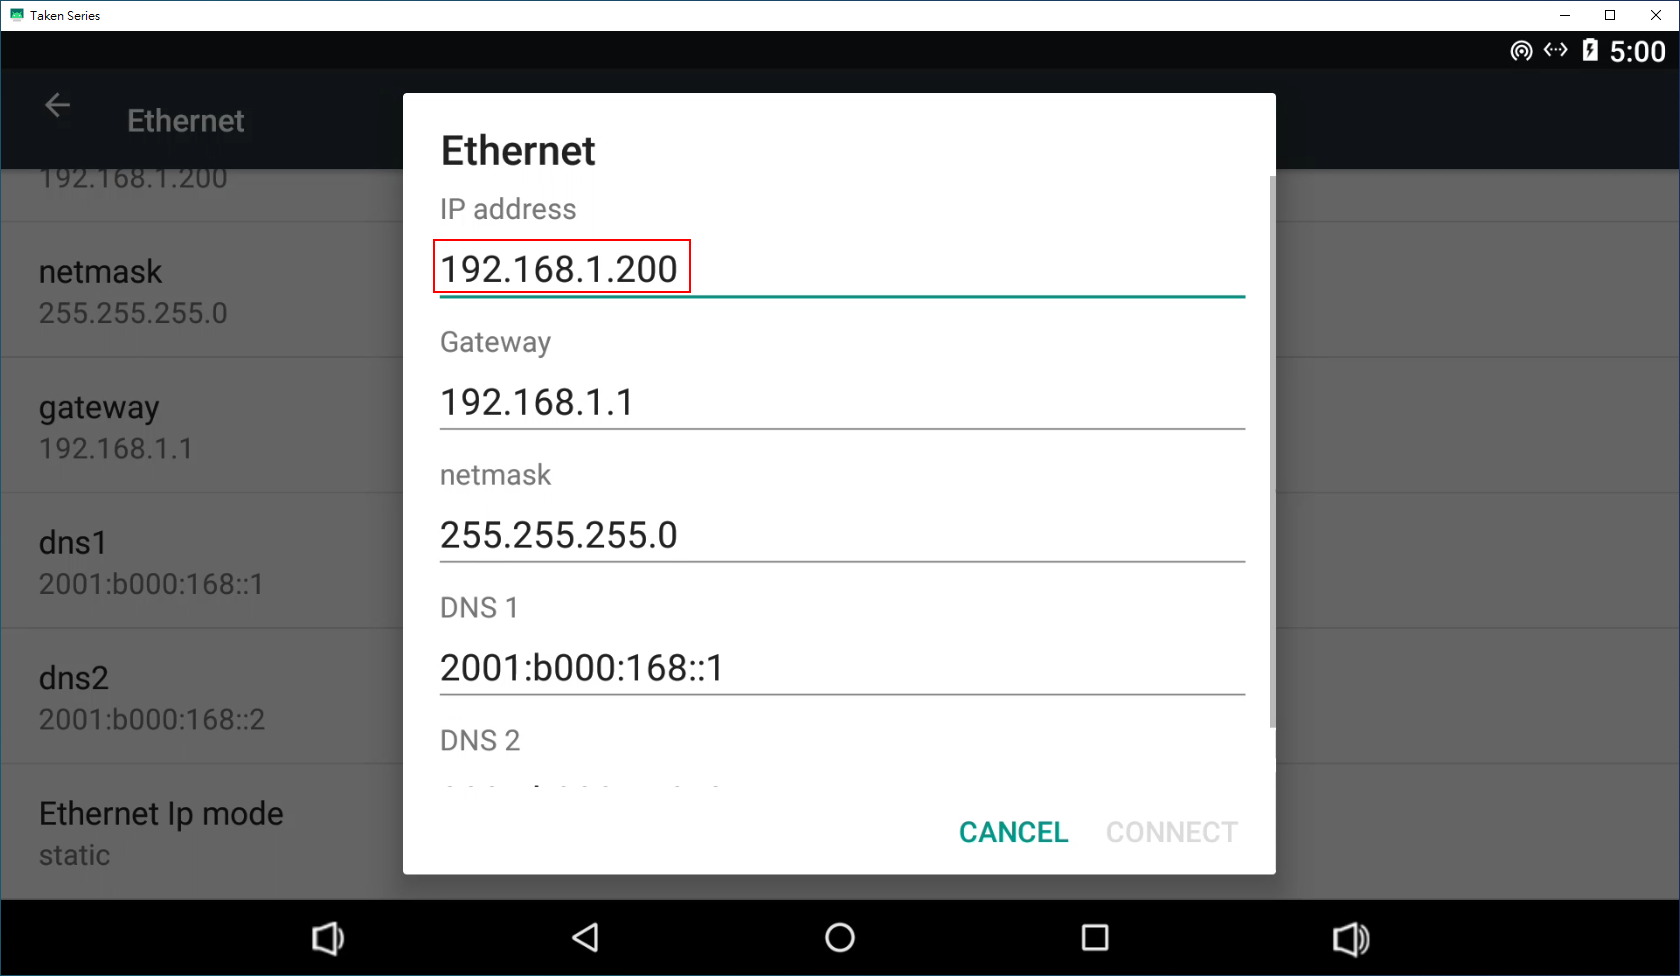 Taken Series
5:00
Ethernet
192.168.1.200
netmask
255.255.255.0
gateway
192.168.1.1
dns1
2001:b000:168::1
dns2
2001:b000:168::2
Ethernet Ip mode
static
Ethernet
IP address
192.168.1.200
Gateway
192.168.1.1
netmask
255.255.255.0
DNS 1
2001:b000:168::1
DNS 2
CANCEL CONNECT